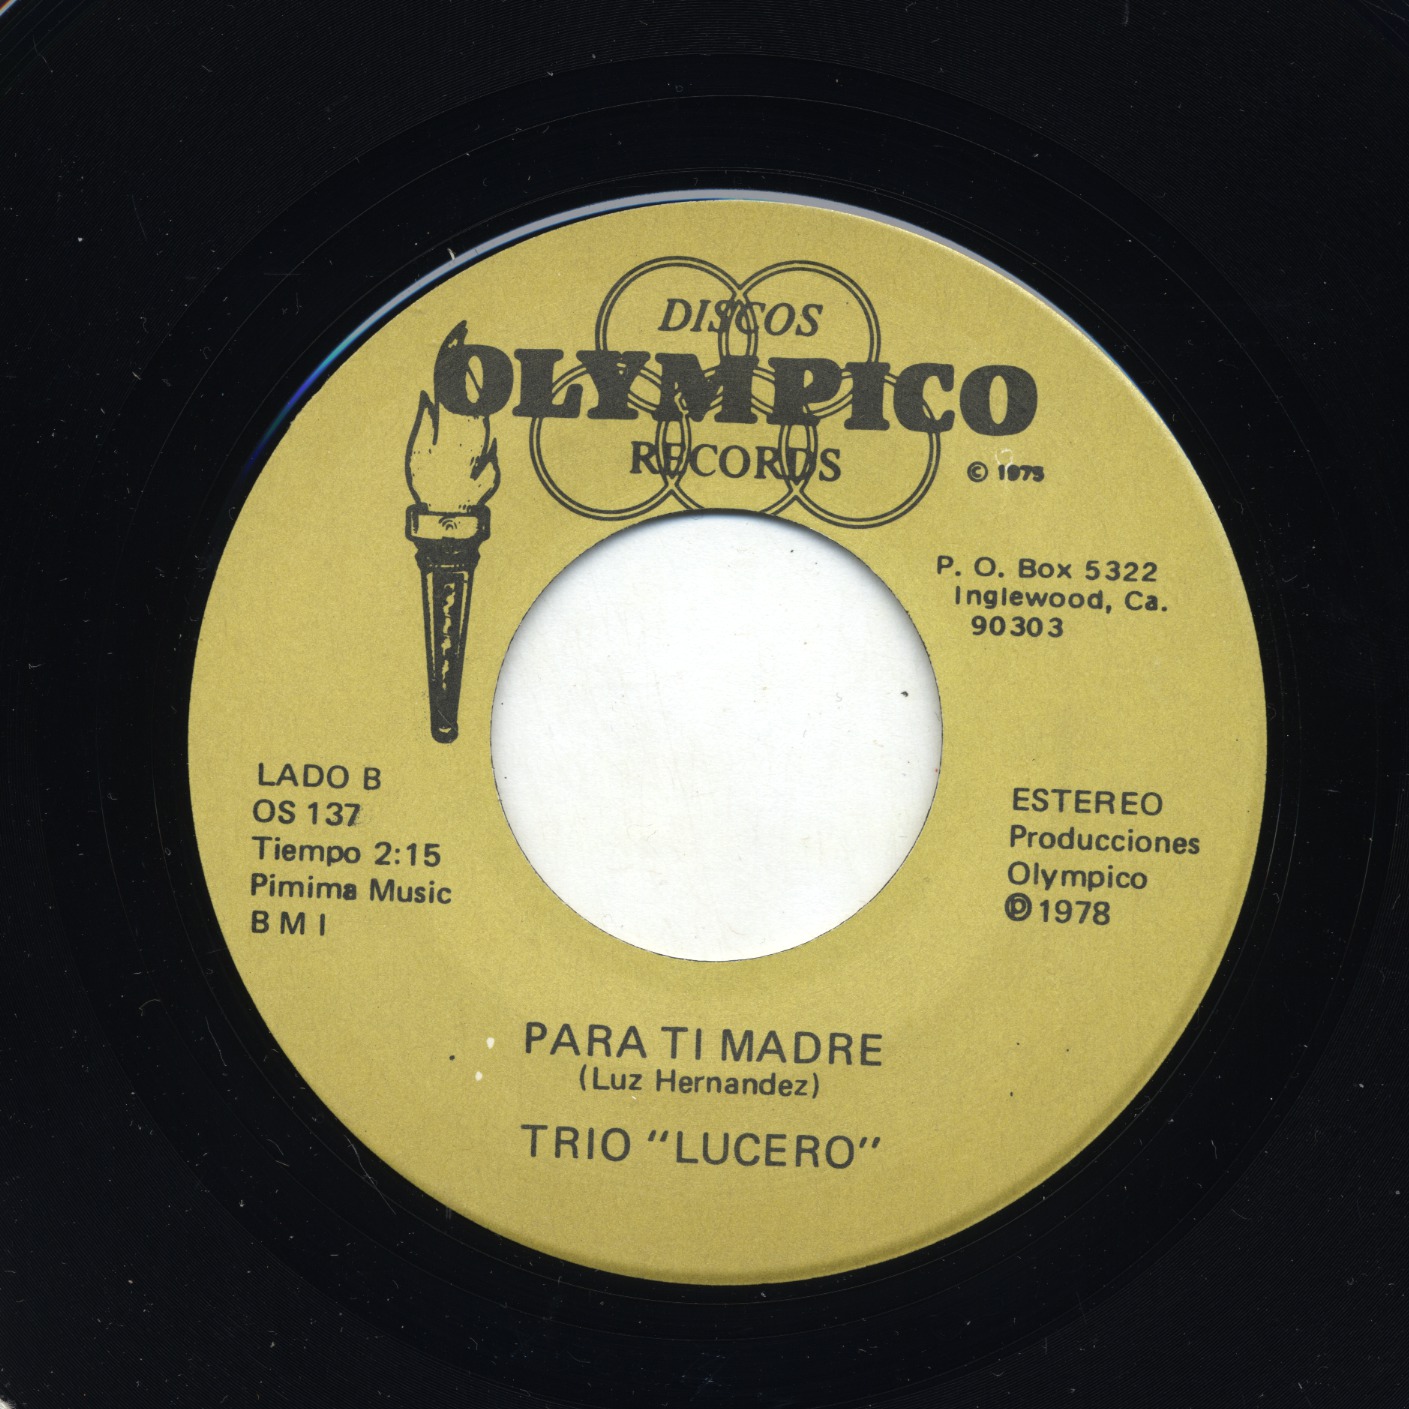 DISCOS
OLYMPICO
RECORDS
© 1975
P. O. Box 5322
Inglewood, Ca.
90303
LADO B
OS 137
Tiempo 2:15
Pimima Music
B M I
ESTEREO
Producciones
Olympico
℗ 1978
PARA TI MADRE
(Luz Hernandez)
TRIO "LUCERO"